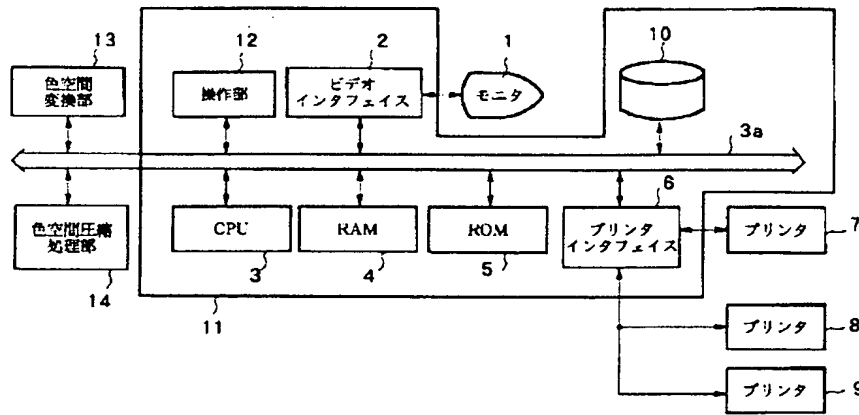 13
12
2
1
10
色空間
変換部
操作部
ビデオ
インタフェイス
モニタ
3a
6
色空間圧縮
処理部
CPU
RAM
ROM
プリンタ
インタフェイス
プリンタ
7
14
3
4
5
11
プリンタ
8
プリンタ
9